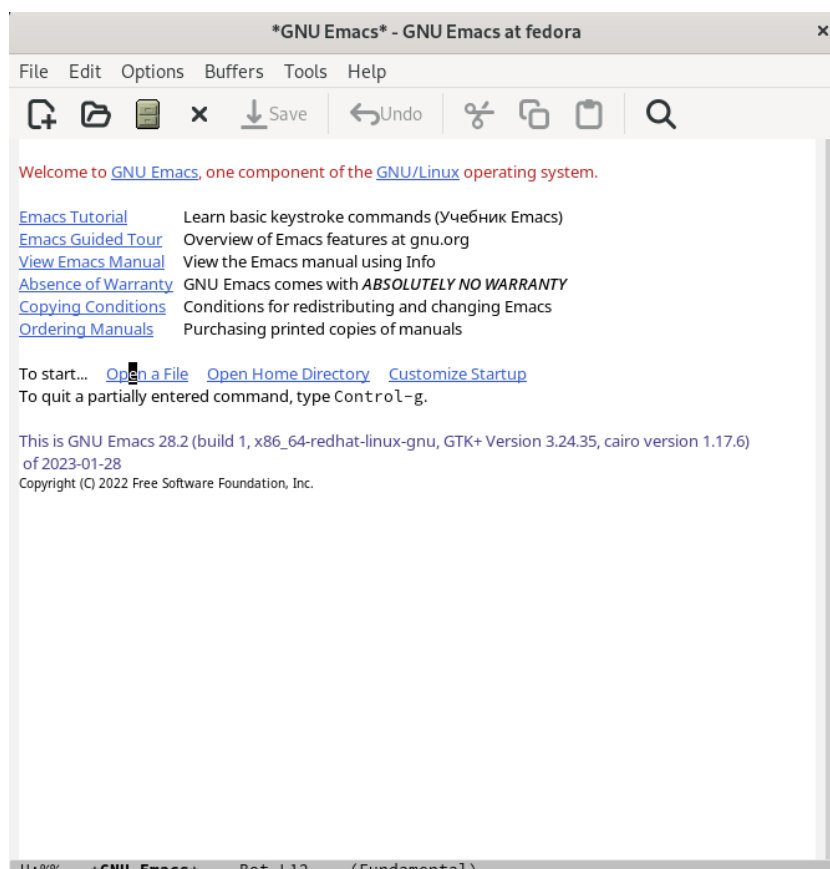 *GNU Emacs* - GNU Emacs at fedora
File Edit Options Buffers Tools Help
Save Undo
Welcome to GNU Emacs, one component of the GNU/Linux operating system.
Emacs Tutorial Learn basic keystroke commands (Учебник Emacs)
Emacs Guided Tour Overview of Emacs features at gnu.org
View Emacs Manual View the Emacs manual using Info
Absence of Warranty GNU Emacs comes with ABSOLUTELY NO WARRANTY
Copying Conditions Conditions for redistributing and changing Emacs
Ordering Manuals Purchasing printed copies of manuals
To start... Open a File Open Home Directory Customize Startup
To quit a partially entered command, type Control-g.
This is GNU Emacs 28.2 (build 1, x86_64-redhat-linux-gnu, GTK+ Version 3.24.35, cairo version 1.17.6)
of 2023-01-28
Copyright (C) 2022 Free Software Foundation, Inc.
U:%%- *GNU Emacs* Bot L12 (Fundamental)